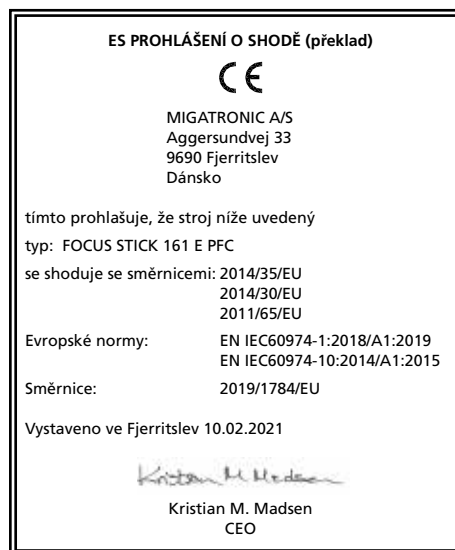 ES PROHLÁŠENÍ O SHODĚ (překlad)
CE
MIGATRONIC A/S
Aggersundvej 33
9690 Fjerritslev
Dánsko
tímto prohlašuje, že stroj níže uvedený
typ: FOCUS STICK 161 E PFC
se shoduje se směrnicemi: 2014/35/EU
2014/30/EU
2011/65/EU
Evropské normy: EN IEC60974-1:2018/A1:2019
EN IEC60974-10:2014/A1:2015
Směrnice: 2019/1784/EU
Vystaveno ve Fjerritslev 10.02.2021
Kristian M Madsen
Kristian M. Madsen
CEO